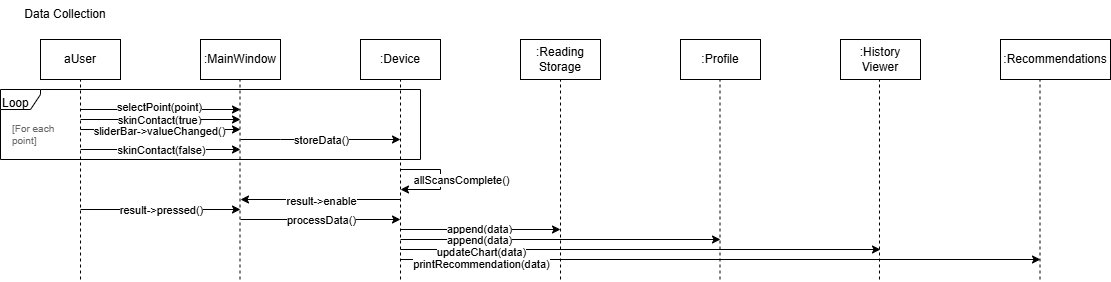 Data Collection
aUser
:MainWindow
:Device
:Reading
Storage
:Profile
:History
Viewer
:Recommendations
Loop
[For each
point]
selectPoint(point)
skinContact(true)
sliderBar->valueChanged()
storeData()
skinContact(false)
allScansComplete()
result->enable
result->pressed()
processData()
append(data)
append(data)
updateChart(data)
printRecommendation(data)